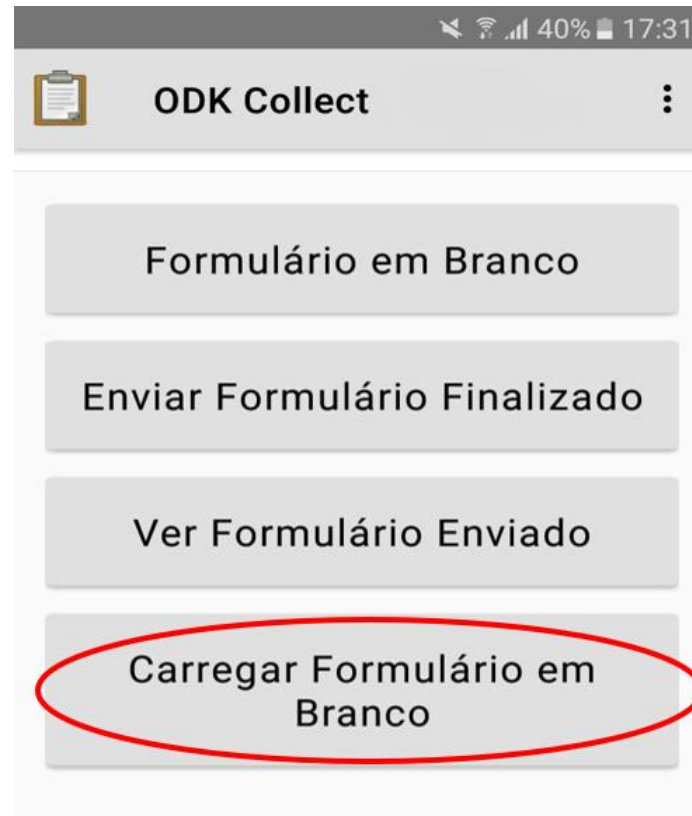 40% 17:31
ODK Collect
Formulário em Branco
Enviar Formulário Finalizado
Ver Formulário Enviado
Carregar Formulário em
Branco